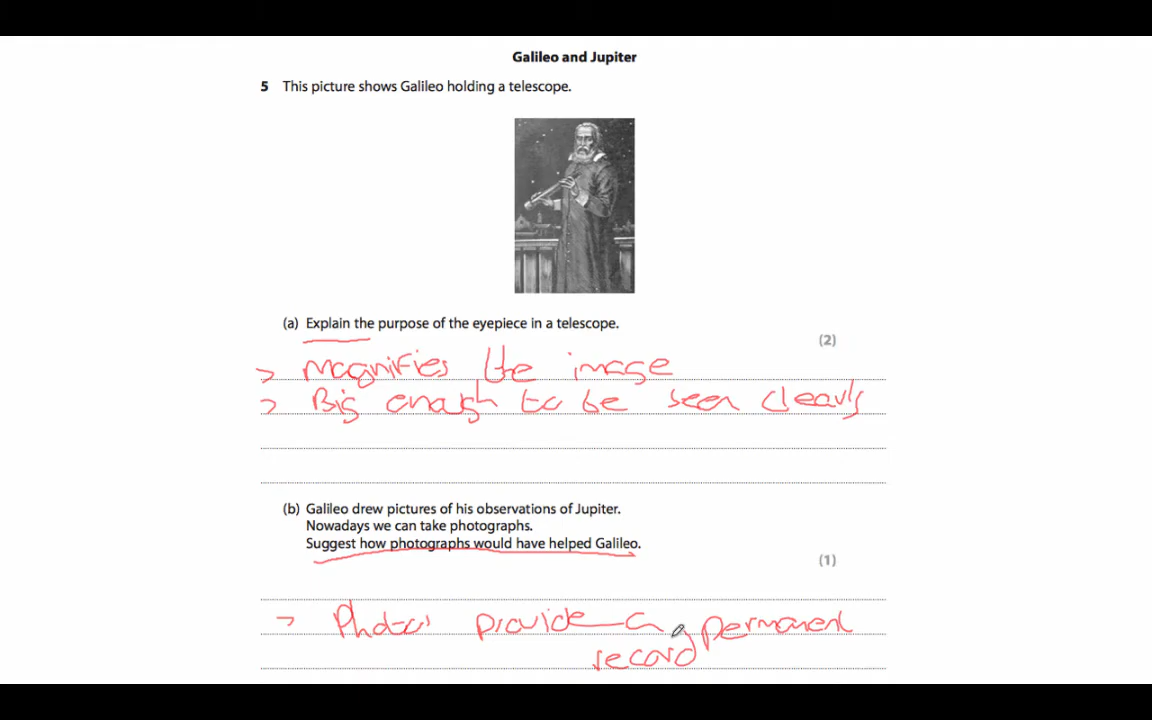 Galileo and Jupiter
5 This picture shows Galileo holding a telescope.
(a) Explain the purpose of the eyepiece in a telescope.
(2)
→ Magnifies the image
→ Big enough to be seen clearly
(b) Galileo drew pictures of his observations of Jupiter.
Nowadays we can take photographs.
Suggest how photographs would have helped Galileo.
(1)
→ Photos provide a permanent
record